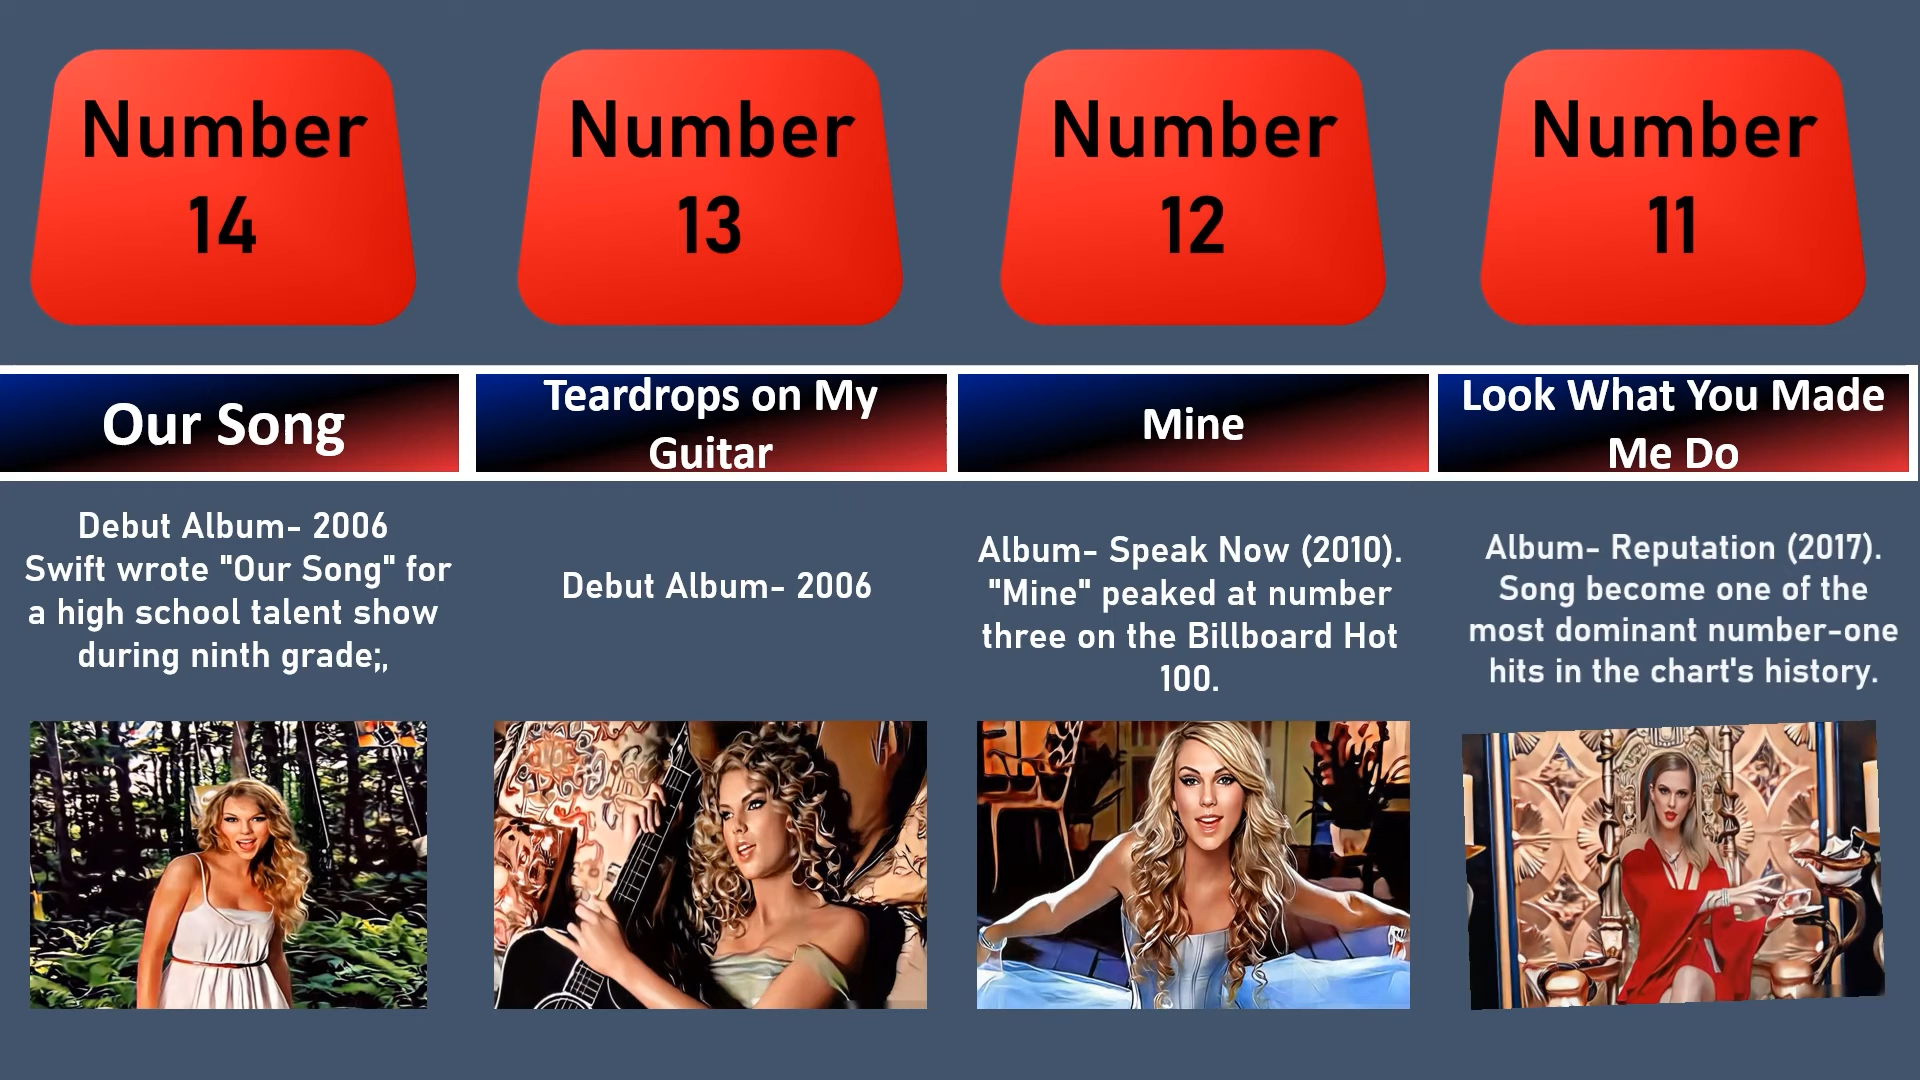 Number
14
Number
13
Number
12
Number
11
Our Song
Teardrops on My
Guitar
Mine
Look What You Made
Me Do
Debut Album- 2006
Swift wrote "Our Song" for
a high school talent show
during ninth grade;,
Debut Album- 2006
Album- Speak Now (2010).
"Mine" peaked at number
three on the Billboard Hot
100.
Album- Reputation (2017).
Song become one of the
most dominant number-one
hits in the chart's history.